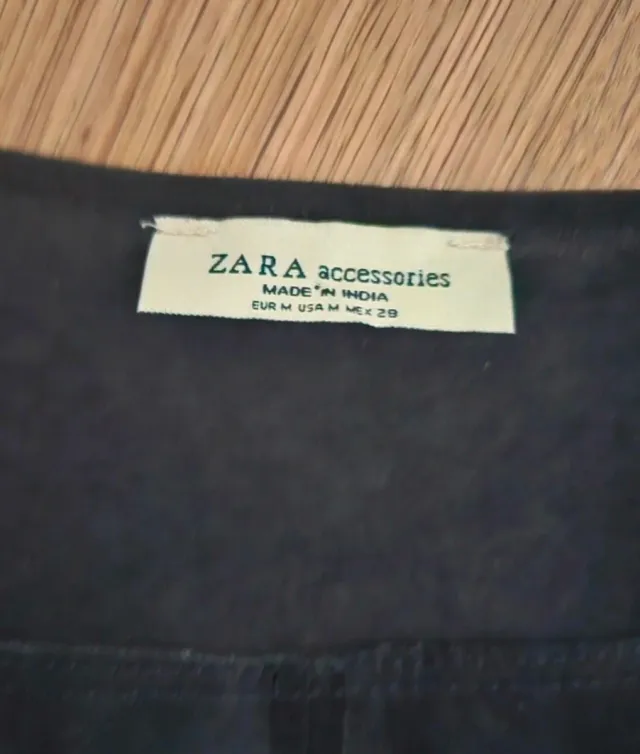 ZARA accessories
MADE IN INDIA
EUR M USA M MEX 28